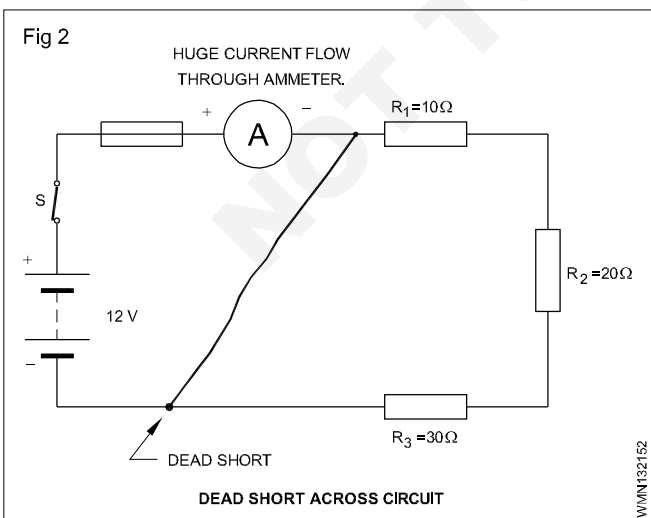 Fig 2
HUGE CURRENT FLOW
THROUGH AMMETER.
+
A
−
R1=10Ω
S
+
12 V
−
R2=20Ω
R3=30Ω
DEAD SHORT
DEAD SHORT ACROSS CIRCUIT
WMN132152
NOT T